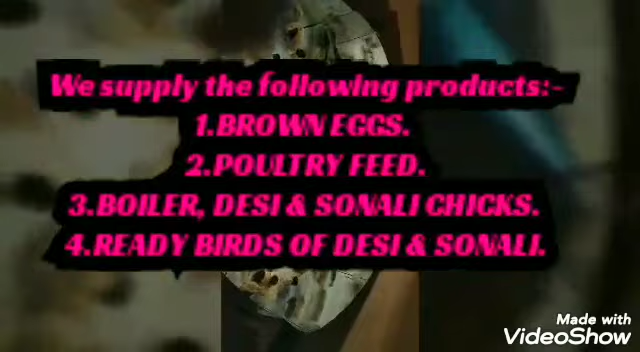 We supply the following products:-
1.BROWN EGGS.
2.POULTRY FEED.
3.BOILER, DESI & SONALI CHICKS.
4.READY BIRDS OF DESI & SONALI.
Made with
VideoShow